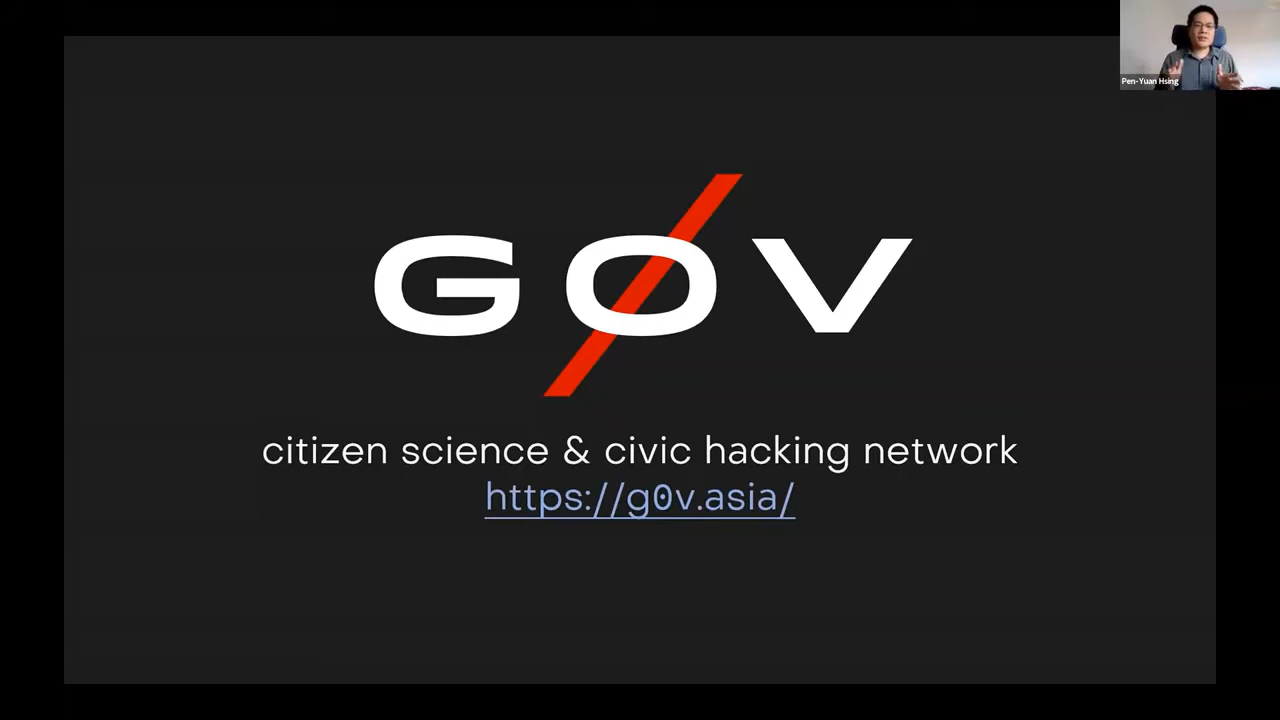 G0V
citizen science & civic hacking network
https://g0v.asia/
Pen-Yuan Hsing